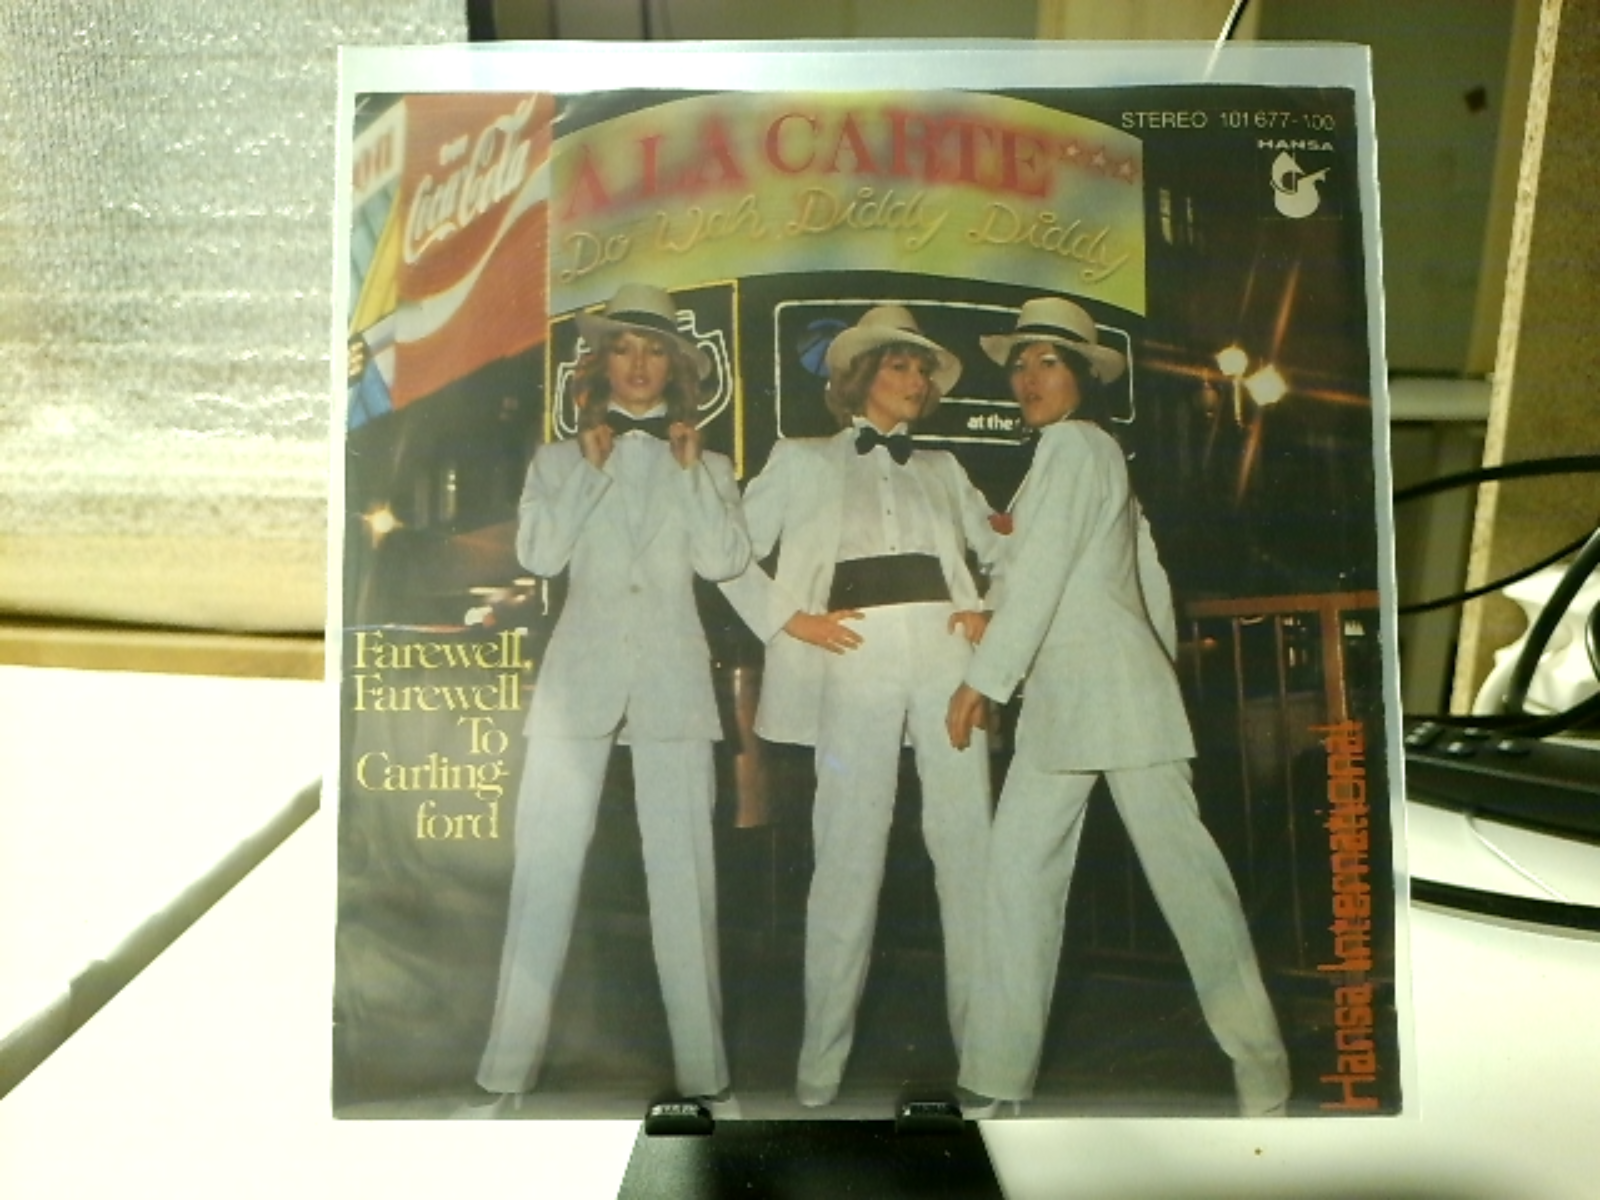 Coca-Cola
A LA CARTE***
Do Wah Diddy Diddy
STEREO 101 677-100
HANSA
at the
Farewell,
Farewell
To
Carling-
ford
Hansa International